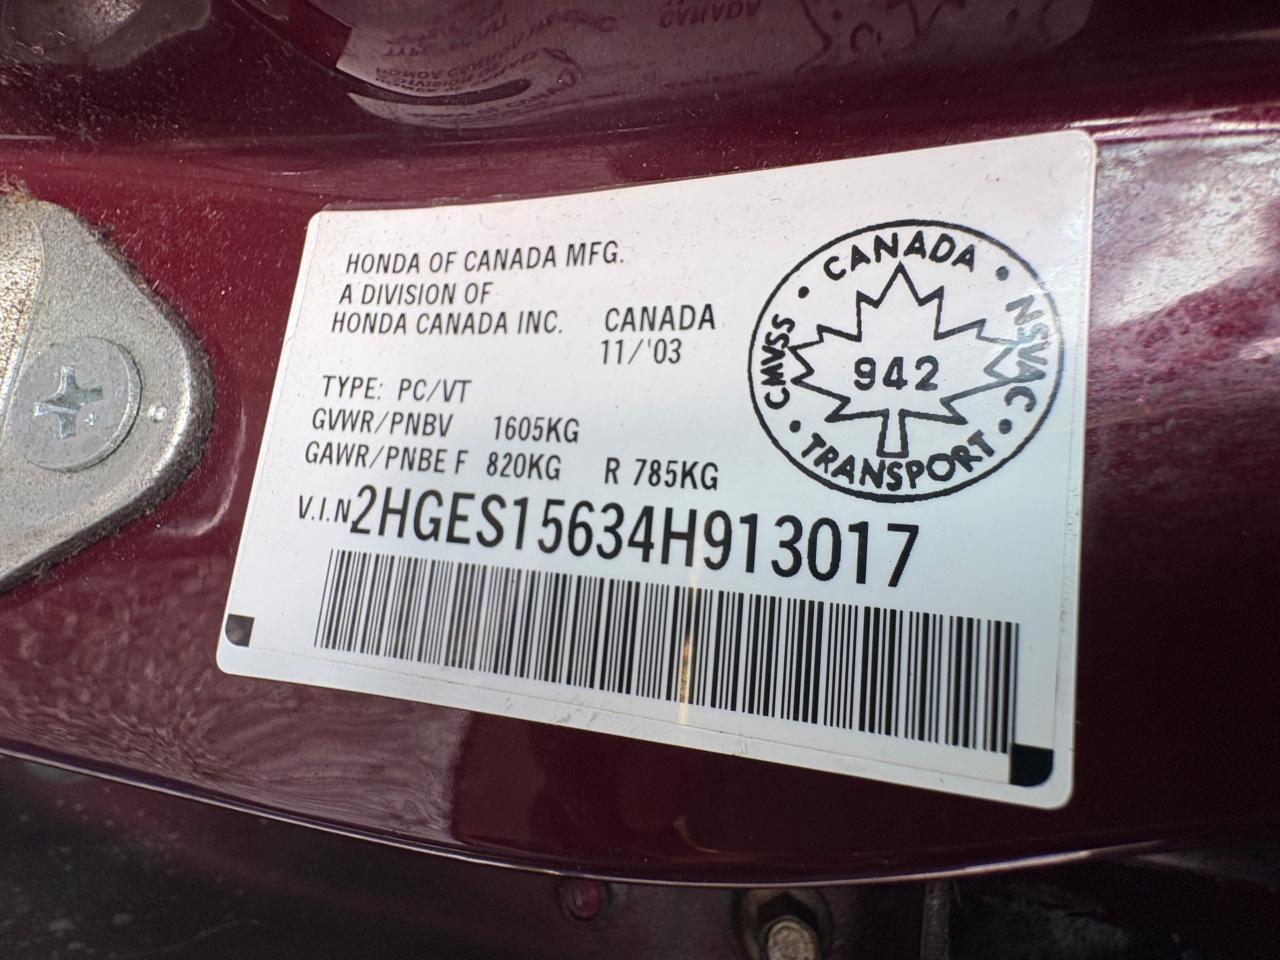 HONDA OF CANADA MFG.
A DIVISION OF
HONDA CANADA INC. CANADA
11/'03
TYPE: PC/VT
GVWR/PNBV 1605KG
GAWR/PNBE F 820KG R 785KG
V.I.N 2HGES15634H913017
CANADA
CMVSS
942
NSVAC
TRANSPORT